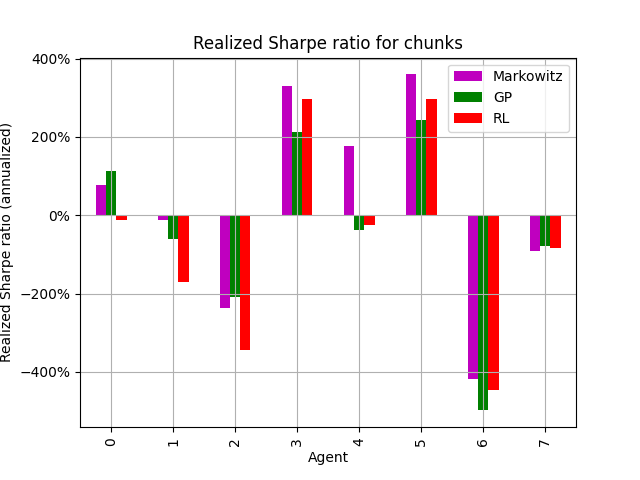 Realized Sharpe ratio for chunks
Realized Sharpe ratio (annualized)
400%
200%
0%
−200%
−400%
Markowitz
GP
RL
0 1 2 3 4 5 6 7
Agent